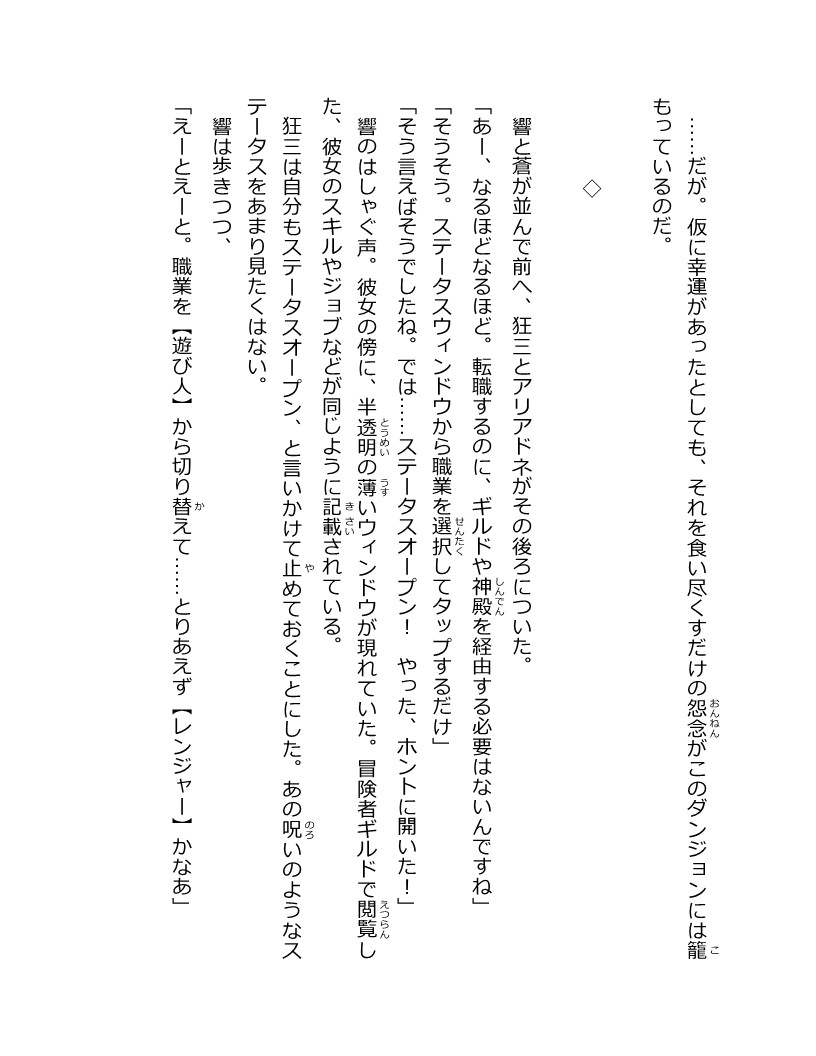 ……だが。仮に幸運があったとしても、それを食い尽くすだけの怨念がこのダンジョンには籠
もっているのだ。
◇
響と蒼が並んで前へ、狂三とアリアドネがその後ろについた。
「あー、なるほどなるほど。転職するのに、ギルドや神殿を経由する必要はないんですね」
「そうそう。ステータスウィンドウから職業を選択してタップするだけ」
「そう言えばそうでしたね。では……ステータスオープン！　やった、ホントに開いた！」
響のはしゃぐ声。彼女の傍に、半透明の薄いウィンドウが現れていた。冒険者ギルドで閲覧し
た、彼女のスキルやジョブなどが同じように記載されている。
狂三は自分もステータスオープン、と言いかけて止めておくことにした。あの呪いのようなス
テータスをあまり見たくはない。
響は歩きつつ、
「えーとえーと。職業を【遊び人】から切り替えて……とりあえず【レンジャー】かなあ」